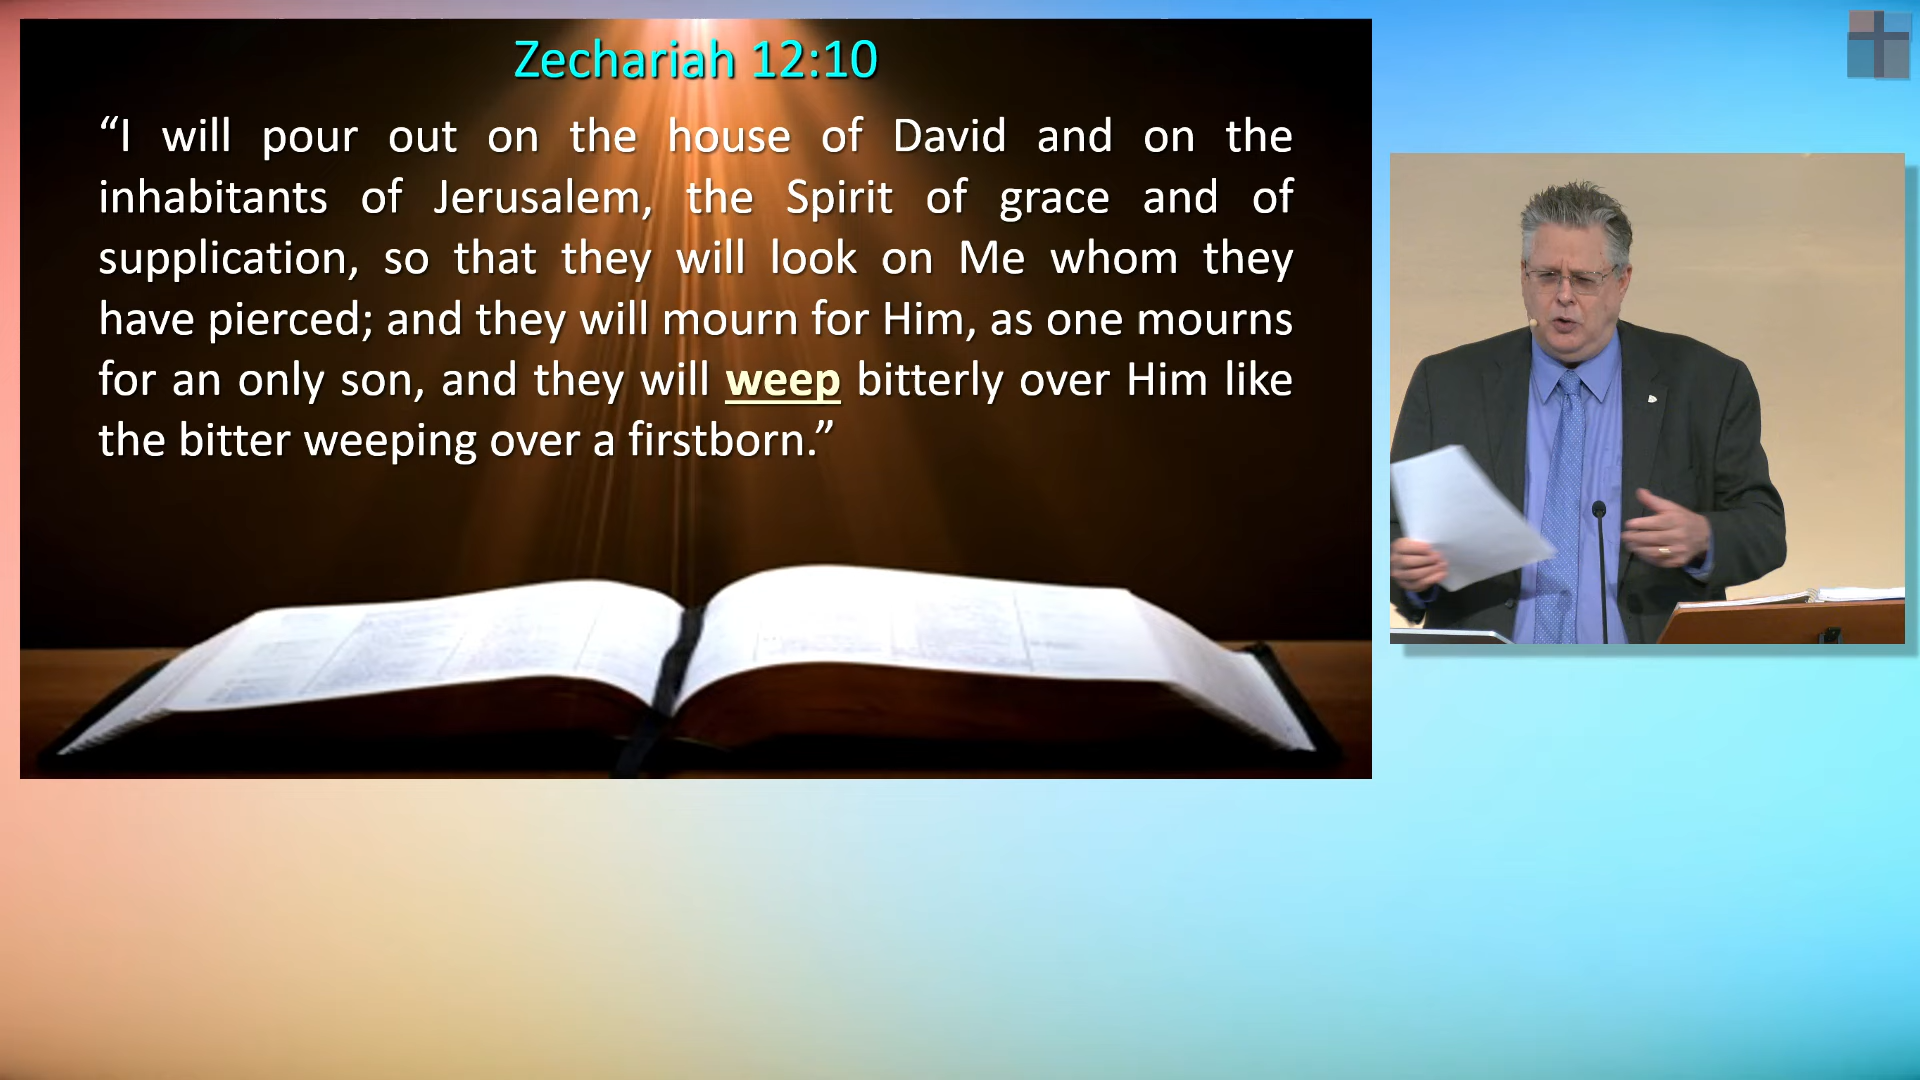 Zechariah 12:10
“I will pour out on the house of David and on the
inhabitants of Jerusalem, the Spirit of grace and of
supplication, so that they will look on Me whom they
have pierced; and they will mourn for Him, as one mourns
for an only son, and they will weep bitterly over Him like
the bitter weeping over a firstborn.”